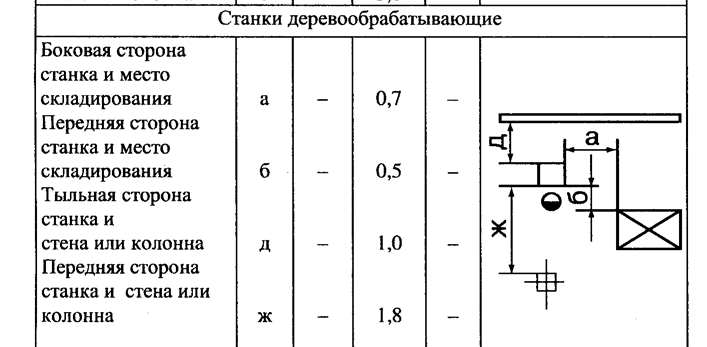 Станки деревообрабатывающие
Боковая сторона
станка и место
складирования а – 0,7 –
Передняя сторона
станка и место
складирования б – 0,5 –
Тыльная сторона
станка и
стена или колонна д – 1,0 –
Передняя сторона
станка и стена или
колонна ж – 1,8 –
д
а
б
ж